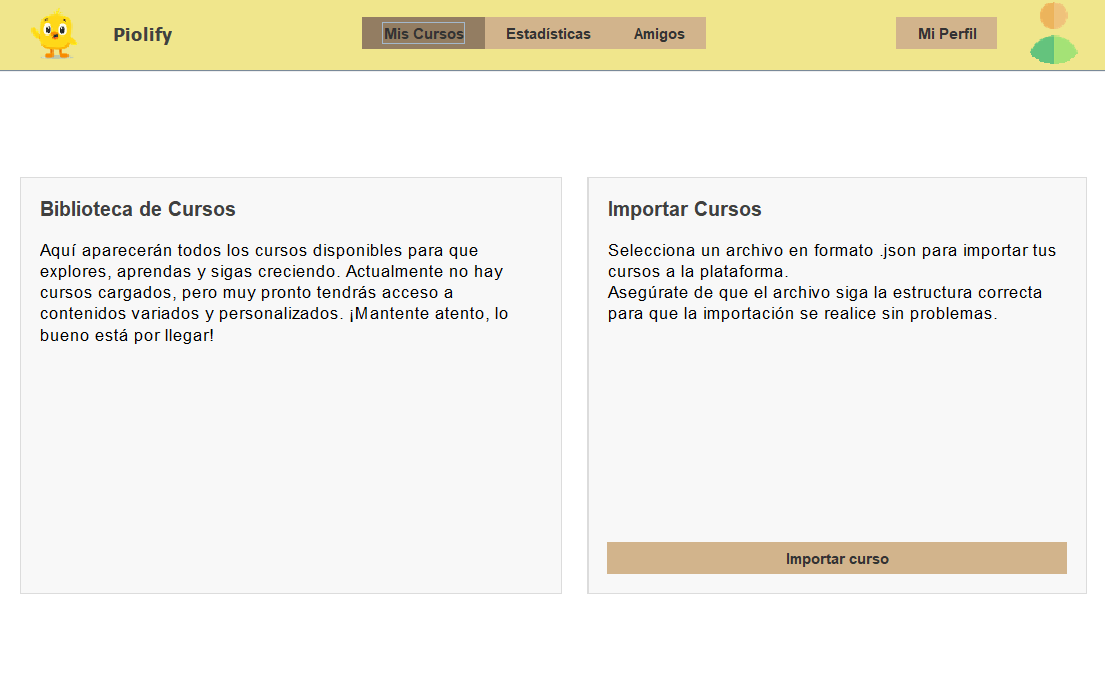 Piolify
Mis Cursos
Estadísticas
Amigos
Mi Perfil
Biblioteca de Cursos
Aquí aparecerán todos los cursos disponibles para que
explores, aprendas y sigas creciendo. Actualmente no hay
cursos cargados, pero muy pronto tendrás acceso a
contenidos variados y personalizados. ¡Mantente atento, lo
bueno está por llegar!
Importar Cursos
Selecciona un archivo en formato .json para importar tus
cursos a la plataforma.
Asegúrate de que el archivo siga la estructura correcta
para que la importación se realice sin problemas.
Importar curso